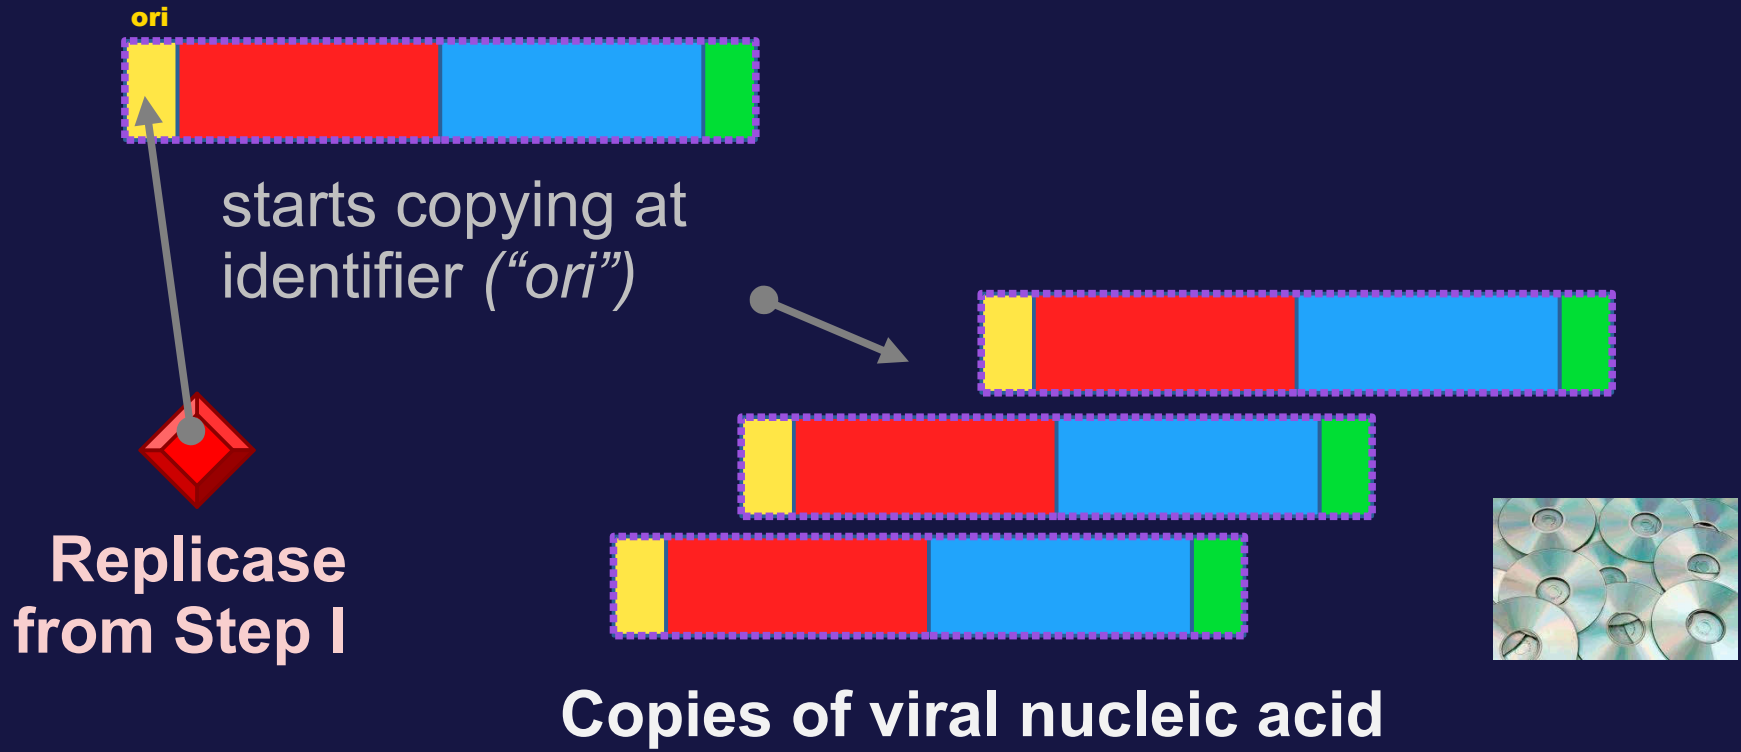 ori
starts copying at
identifier (“ori”)
Replicase
from Step I
Copies of viral nucleic acid